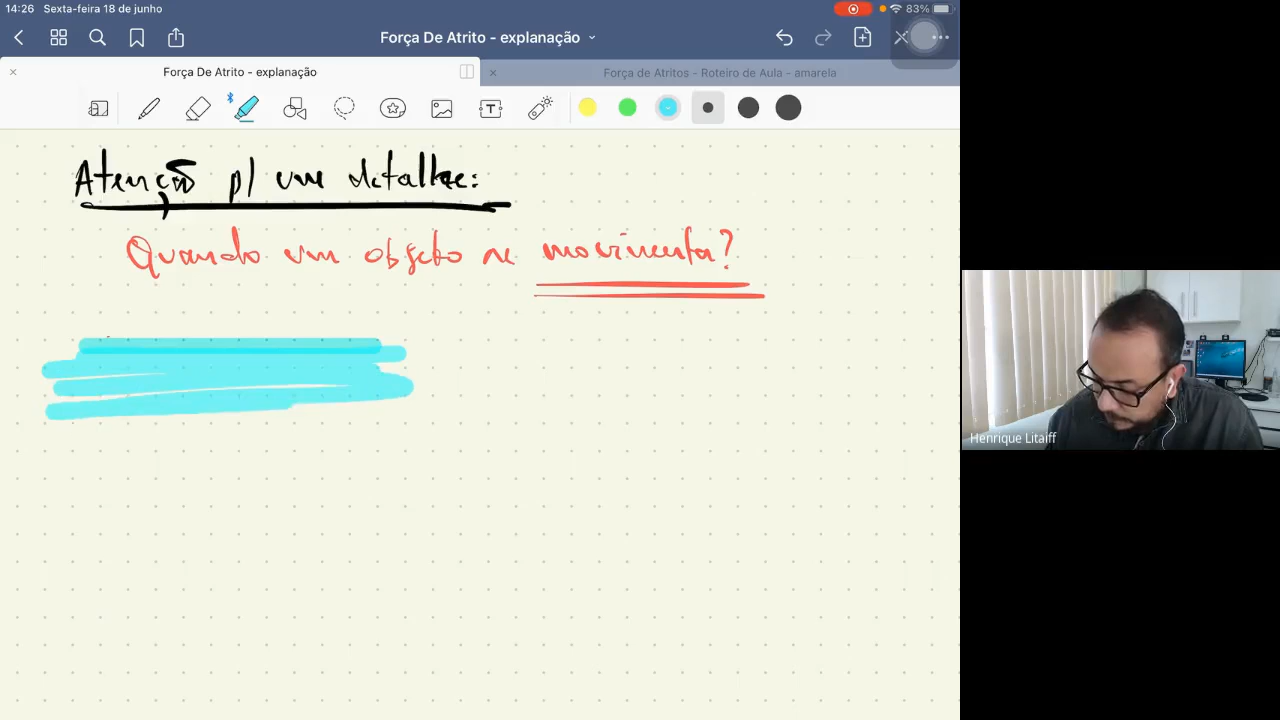 14:26 Sexta-feira 18 de junho 83%
Força De Atrito - explanação
Força De Atrito - explanação
Força de Atritos - Roteiro de Aula - amarela
T
Atenção p/ um detalhe:
Quando um objeto se movimenta?
Henrique Litaiff